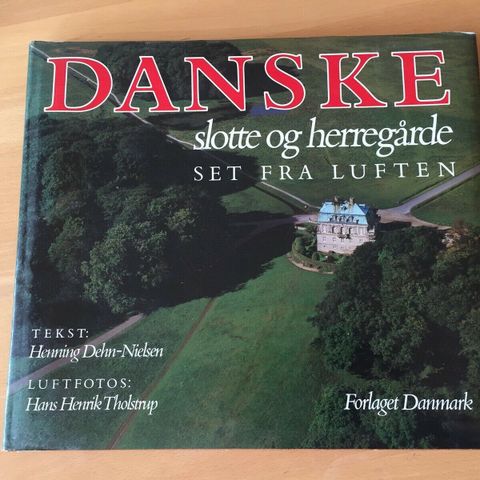 DANSKE
slotte og herregårde
SET FRA LUFTEN
TEKST:
Henning Dehn-Nielsen
LUFTFOTOS:
Hans Henrik Tholstrup
Forlaget Danmark